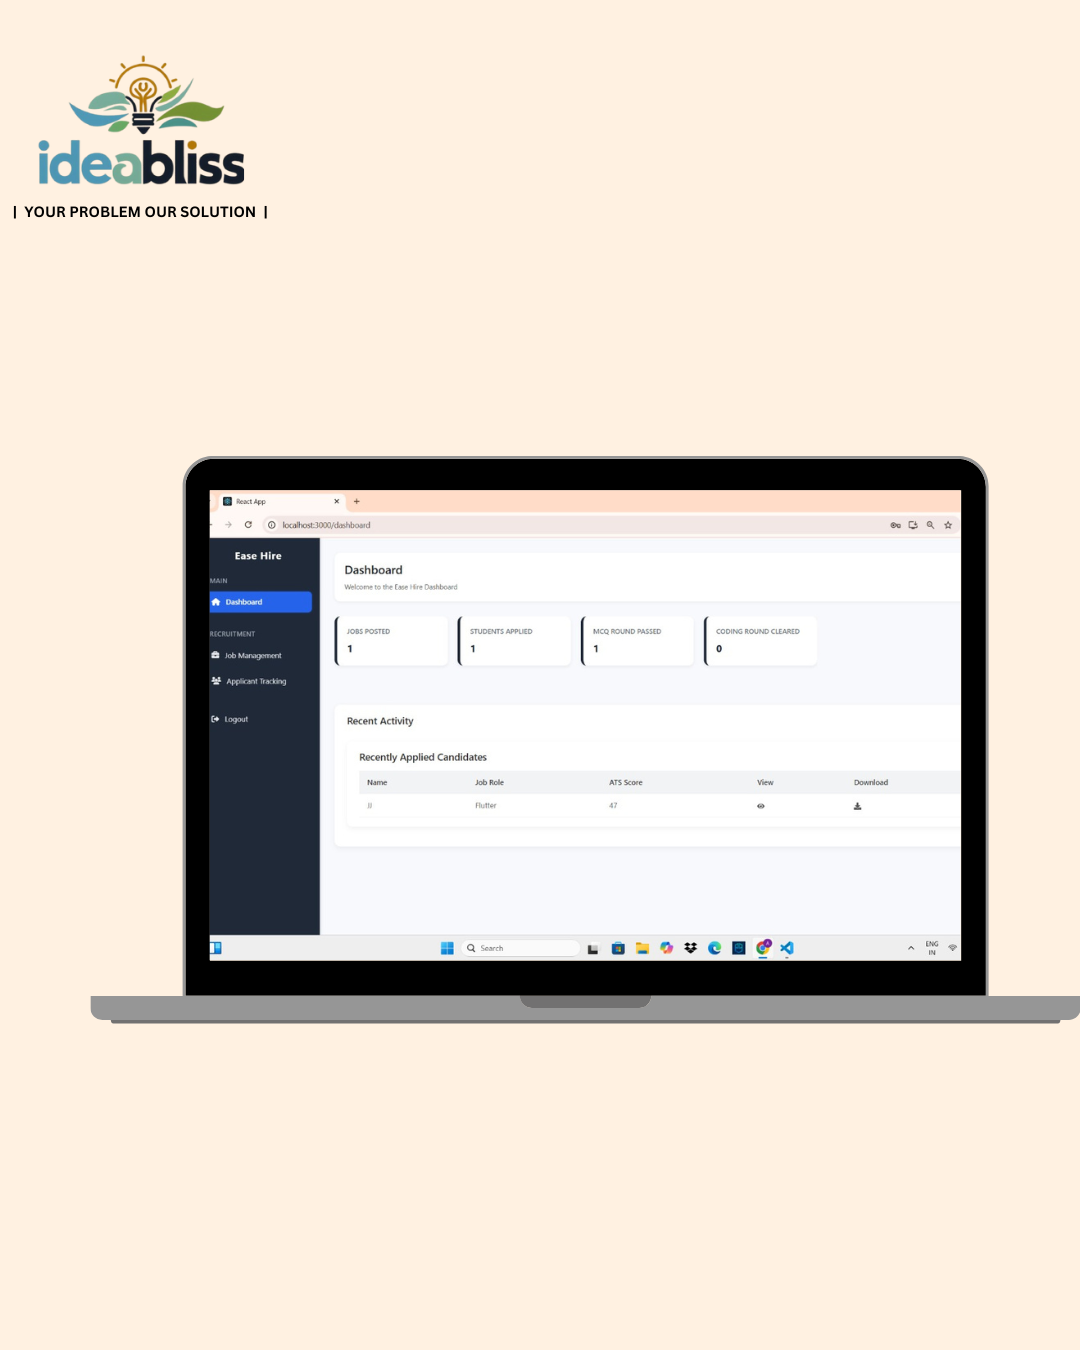 ideabliss
| YOUR PROBLEM OUR SOLUTION |
React App
localhost:3000/dashboard
Ease Hire
MAIN
Dashboard
RECRUITMENT
Job Management
Applicant Tracking
Logout
Dashboard
Welcome to the Ease Hire Dashboard
JOBS POSTED
1
STUDENTS APPLIED
1
MCQ ROUND PASSED
1
CODING ROUND CLEARED
0
Recent Activity
Recently Applied Candidates
Name Job Role ATS Score View Download
Flutter 47
Search
ENG
IN